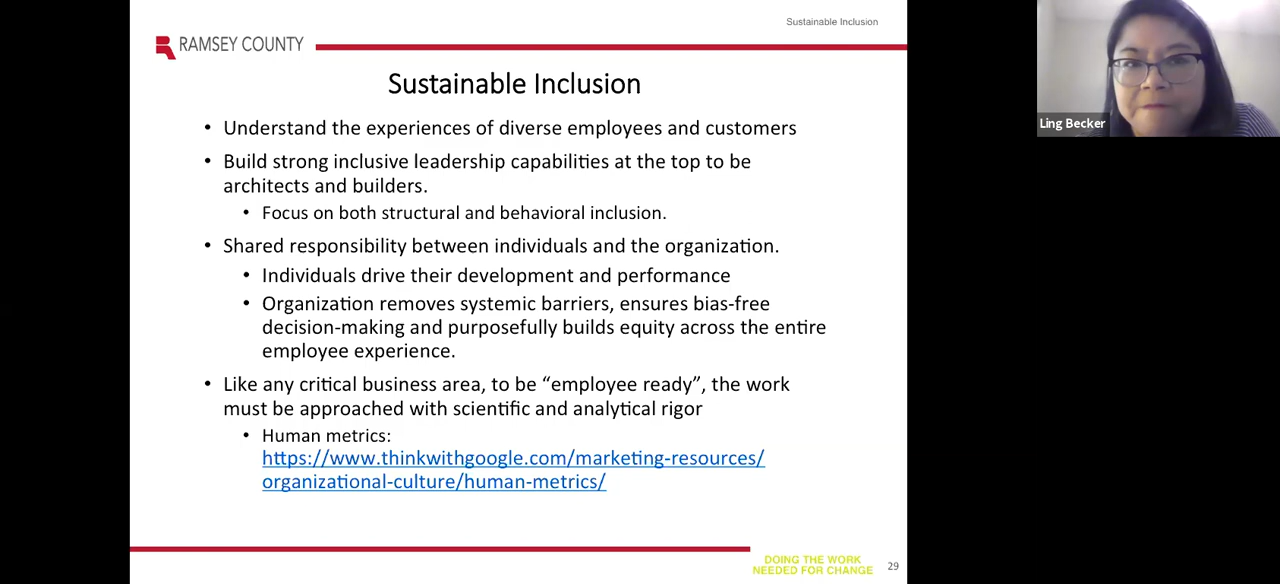 Sustainable Inclusion
RAMSEY COUNTY
Sustainable Inclusion
• Understand the experiences of diverse employees and customers
• Build strong inclusive leadership capabilities at the top to be
architects and builders.
• Focus on both structural and behavioral inclusion.
• Shared responsibility between individuals and the organization.
• Individuals drive their development and performance
• Organization removes systemic barriers, ensures bias-free
decision-making and purposefully builds equity across the entire
employee experience.
• Like any critical business area, to be “employee ready”, the work
must be approached with scientific and analytical rigor
• Human metrics:
https://www.thinkwithgoogle.com/marketing-resources/
organizational-culture/human-metrics/
DOING THE WORK
NEEDED FOR CHANGE
29
Ling Becker